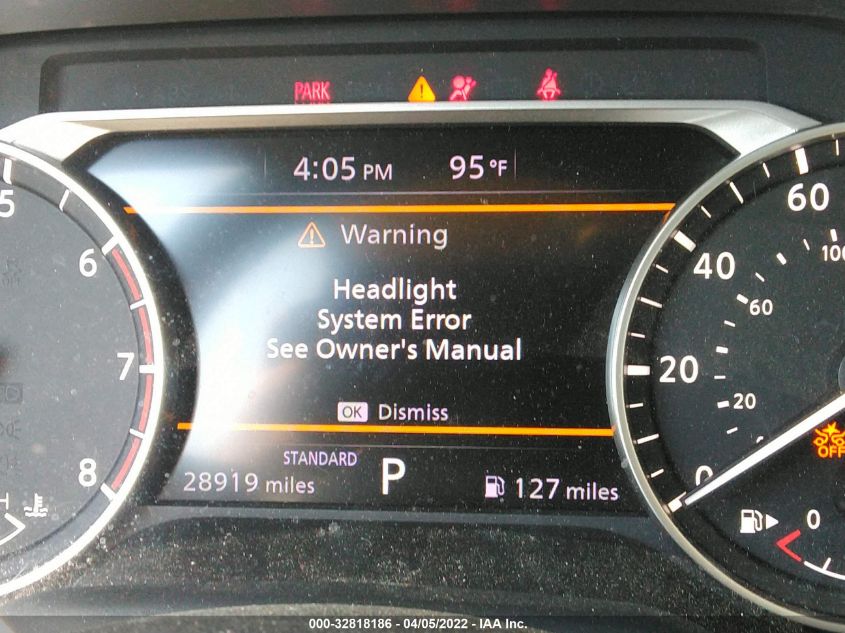 PARK
4:05 PM 95 °F
Warning
Headlight
System Error
See Owner's Manual
OK Dismiss
STANDARD
28919 miles P 127 miles
5
6
7
8
H
60
40
20
0
100
60
20
OFF
0
000-32818186 - 04/05/2022 - IAA Inc.